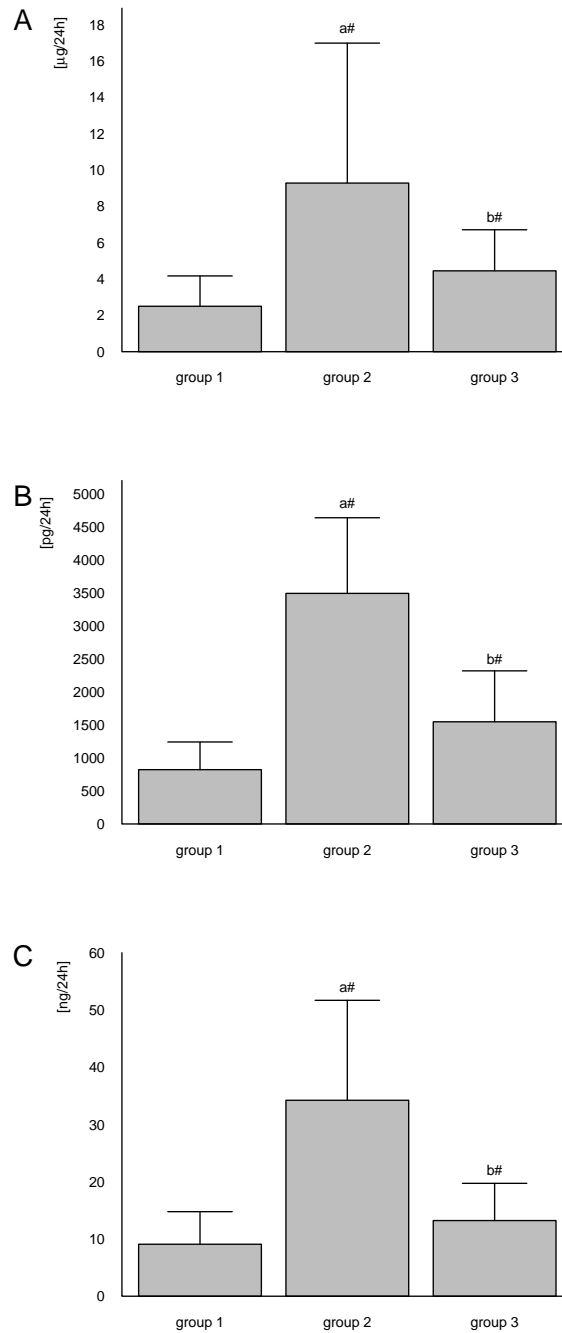 A
[µg/24h]
18
16
14
12
10
8
6
4
2
0
a#
b#
group 1
group 2
group 3
B
[pg/24h]
5000
4500
4000
3500
3000
2500
2000
1500
1000
500
0
a#
b#
group 1
group 2
group 3
C
[ng/24h]
60
50
40
30
20
10
0
a#
b#
group 1
group 2
group 3